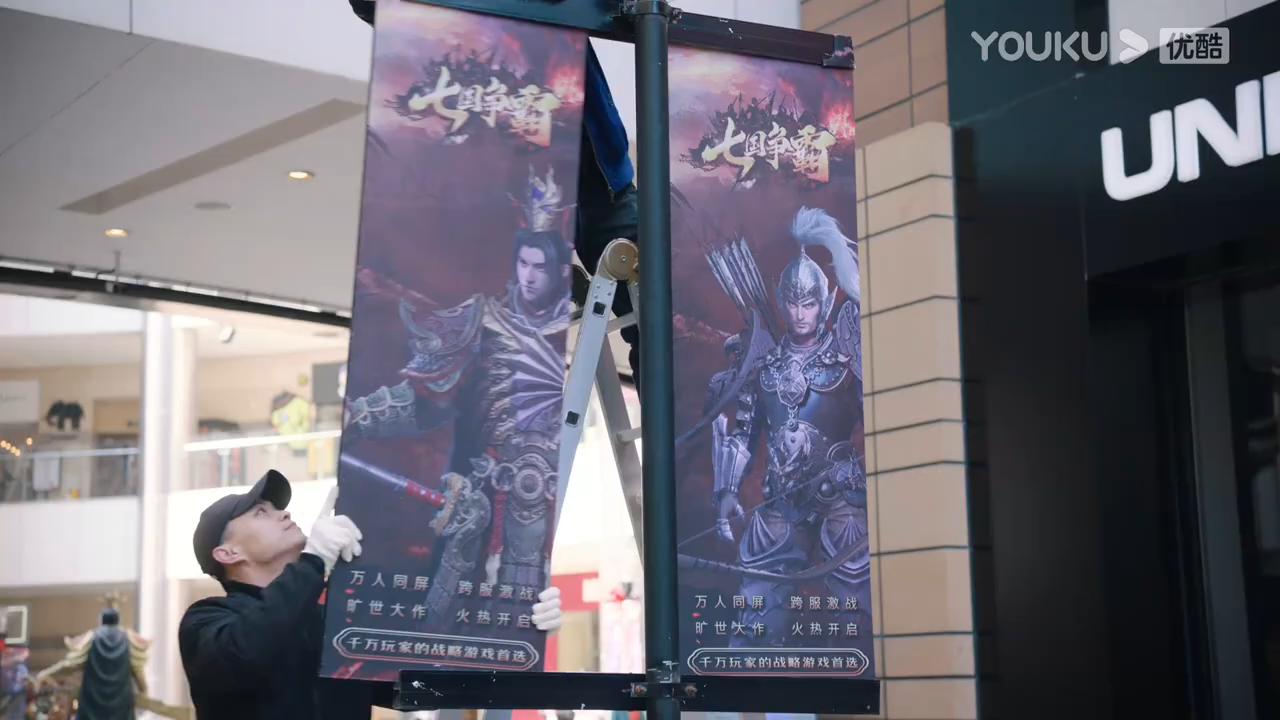 YOUKU 优酷
UNI
七国争霸
万人同屏 跨服激战
旷世大作 火热开启
千万玩家的战略游戏首选
七国争霸
万人同屏 跨服激战
旷世大作 火热开启
千万玩家的战略游戏首选